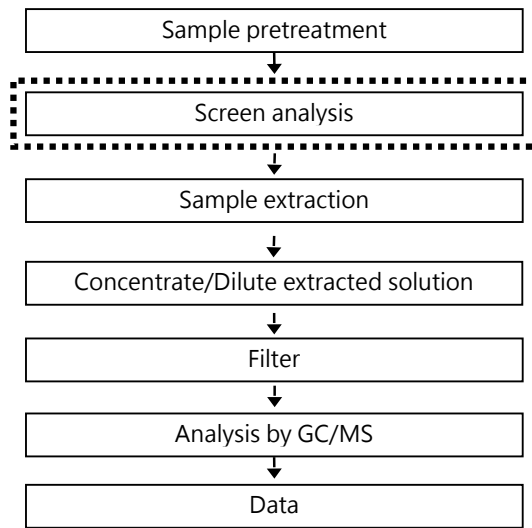 Sample pretreatment
Screen analysis
Sample extraction
Concentrate/Dilute extracted solution
Filter
Analysis by GC/MS
Data